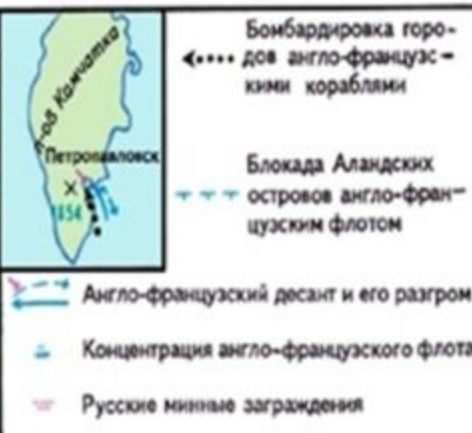 Бомбардировка горо-
дов англо-французс-
кими кораблями
п-ов Камчатка
Петропавловск
1854
Блокада Аландских
островов англо-фран-
цузским флотом
Англо-французский десант и его разгром
Концентрация англо-французского флота
Русские минные заграждения